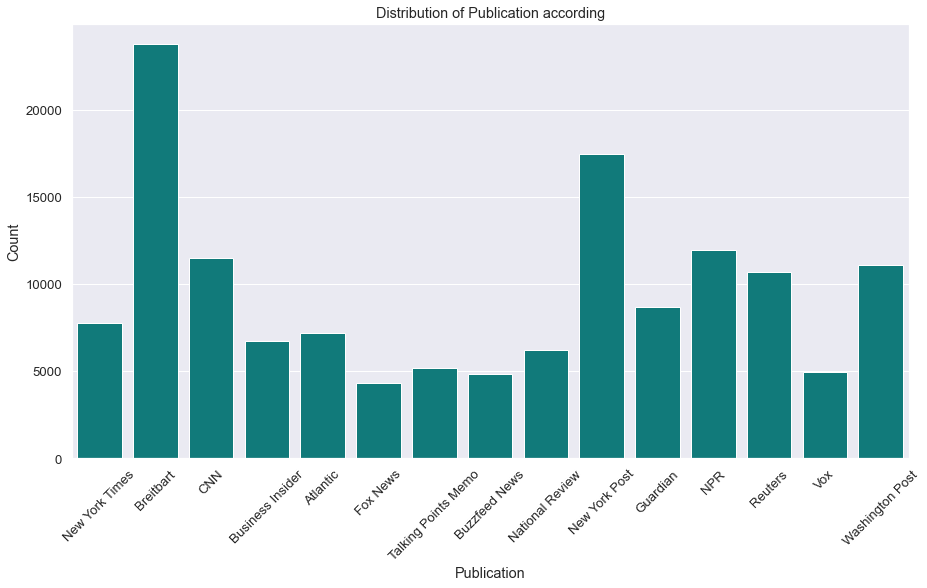 Distribution of Publication according
Count
20000
15000
10000
5000
0
New York Times
Breitbart
CNN
Business Insider
Atlantic
Fox News
Talking Points Memo
Buzzfeed News
National Review
New York Post
Guardian
NPR
Reuters
Vox
Washington Post
Publication